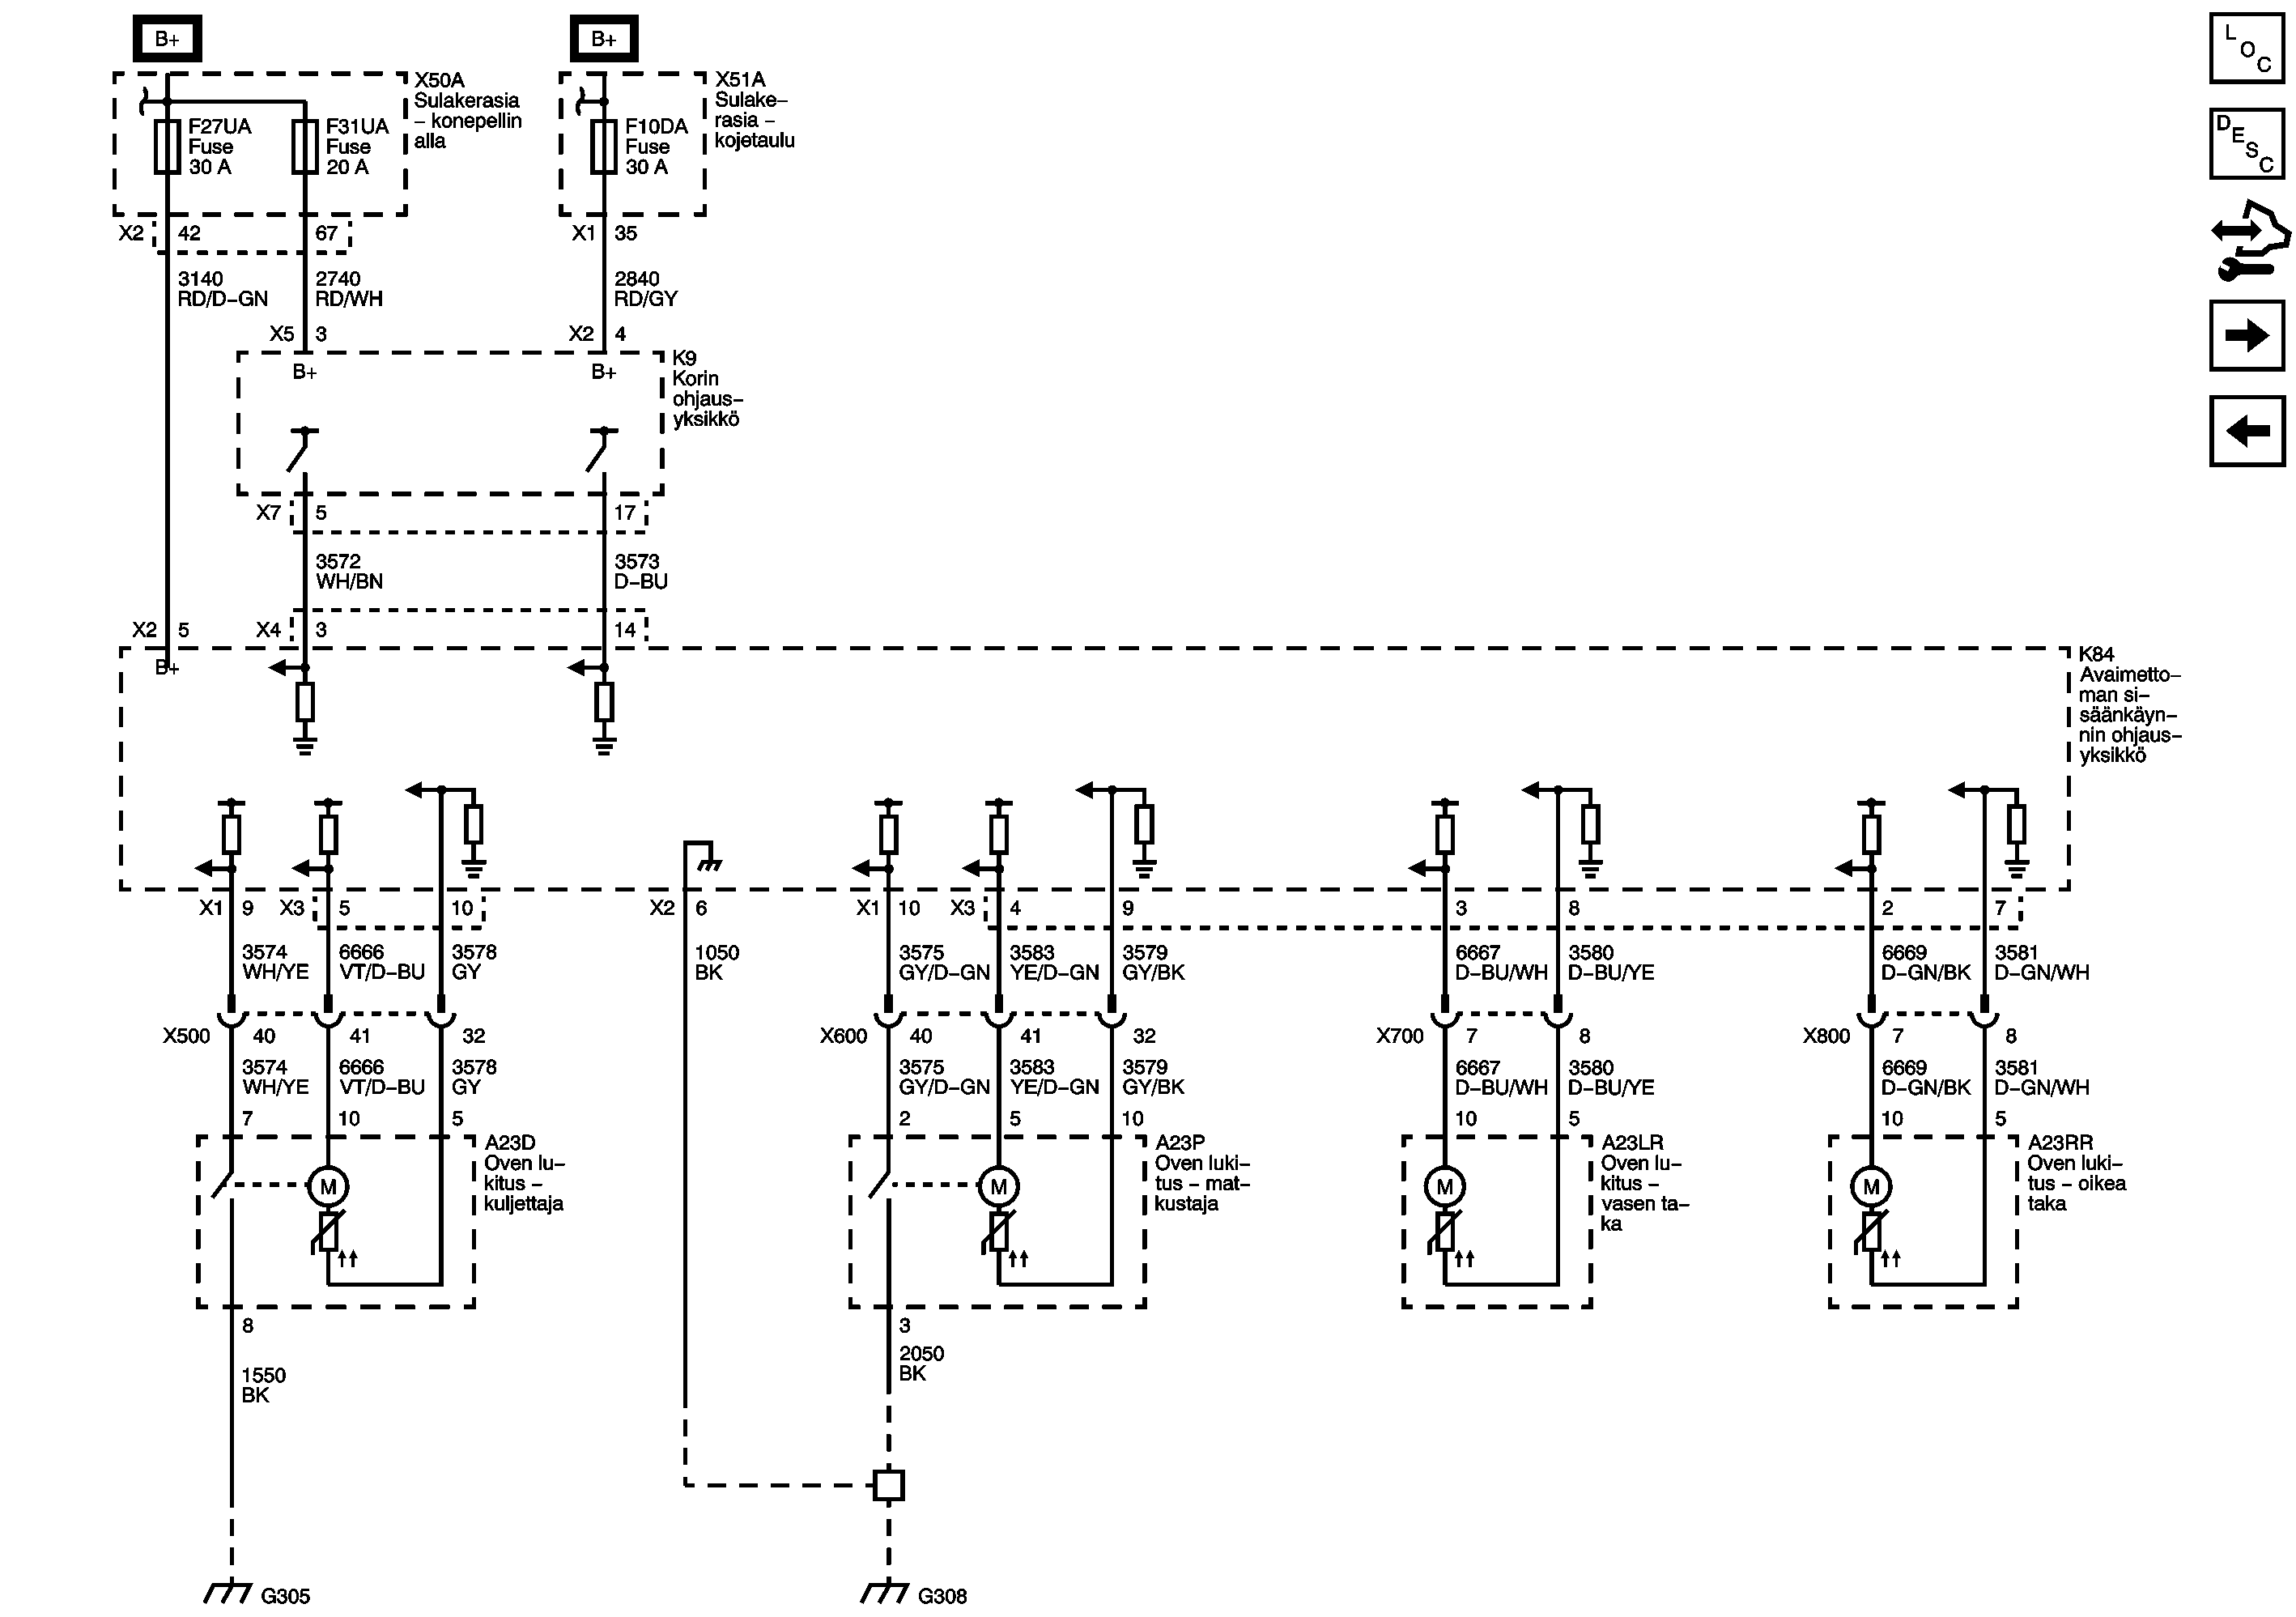 B+
B+
L
O
C
X50A
Sulakerasia
– konepellin
alla
F27UA
Fuse
30 A
F31UA
Fuse
20 A
X51A
Sulake–
rasia –
kojetaulu
F10DA
Fuse
30 A
D
E
S
C
X2 42 67
X1 35
3140
RD/D–GN
2740
RD/WH
2840
RD/GY
X5 3
X2 4
K9
Korin
ohjaus–
yksikkö
B+ B+
X7 5 17
3572
WH/BN
3573
D–BU
X2 5 X4 3 14
B+
K84
Avaimetto–
man si–
säänkäyn–
nin ohjaus–
yksikkö
X1 9 X3 5 10 X2 6 X1 10 X3 4 9 3 8 2 7
3574
WH/YE
6666
VT/D–BU
3578
GY
1050
BK
3575
GY/D–GN
3583
YE/D–GN
3579
GY/BK
6667
D–BU/WH
3580
D–BU/YE
6669
D–GN/BK
3581
D–GN/WH
X500 40 41 32 X600 40 41 32 X700 7 8 X800 7 8
3574
WH/YE
6666
VT/D–BU
3578
GY
3575
GY/D–GN
3583
YE/D–GN
3579
GY/BK
6667
D–BU/WH
3580
D–BU/YE
6669
D–GN/BK
3581
D–GN/WH
7 10 5 2 5 10 10 5 10 5
A23D
Oven lu–
kitus –
kuljettaja
M
A23P
Oven luki–
tus – mat–
kustaja
M
A23LR
Oven lu–
kitus –
vasen ta–
ka
M
A23RR
Oven luki–
tus – oikea
taka
M
8
1550
BK
3
2050
BK
G305
G308